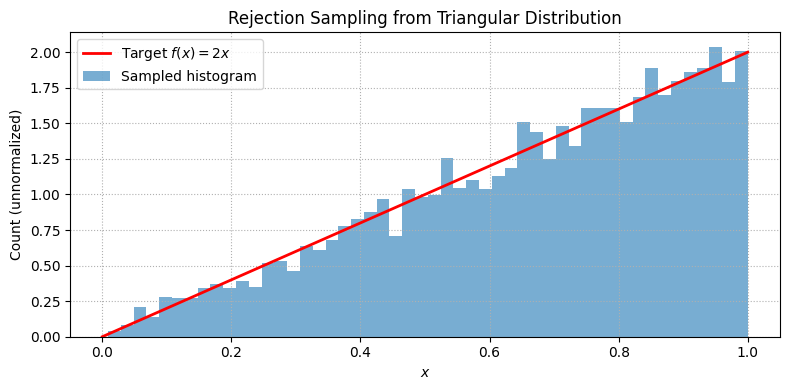 Rejection Sampling from Triangular Distribution
Target f(x) = 2x
Sampled histogram
Count (unnormalized)
2.00
1.75
1.50
1.25
1.00
0.75
0.50
0.25
0.00
0.0 0.2 0.4 0.6 0.8 1.0
x